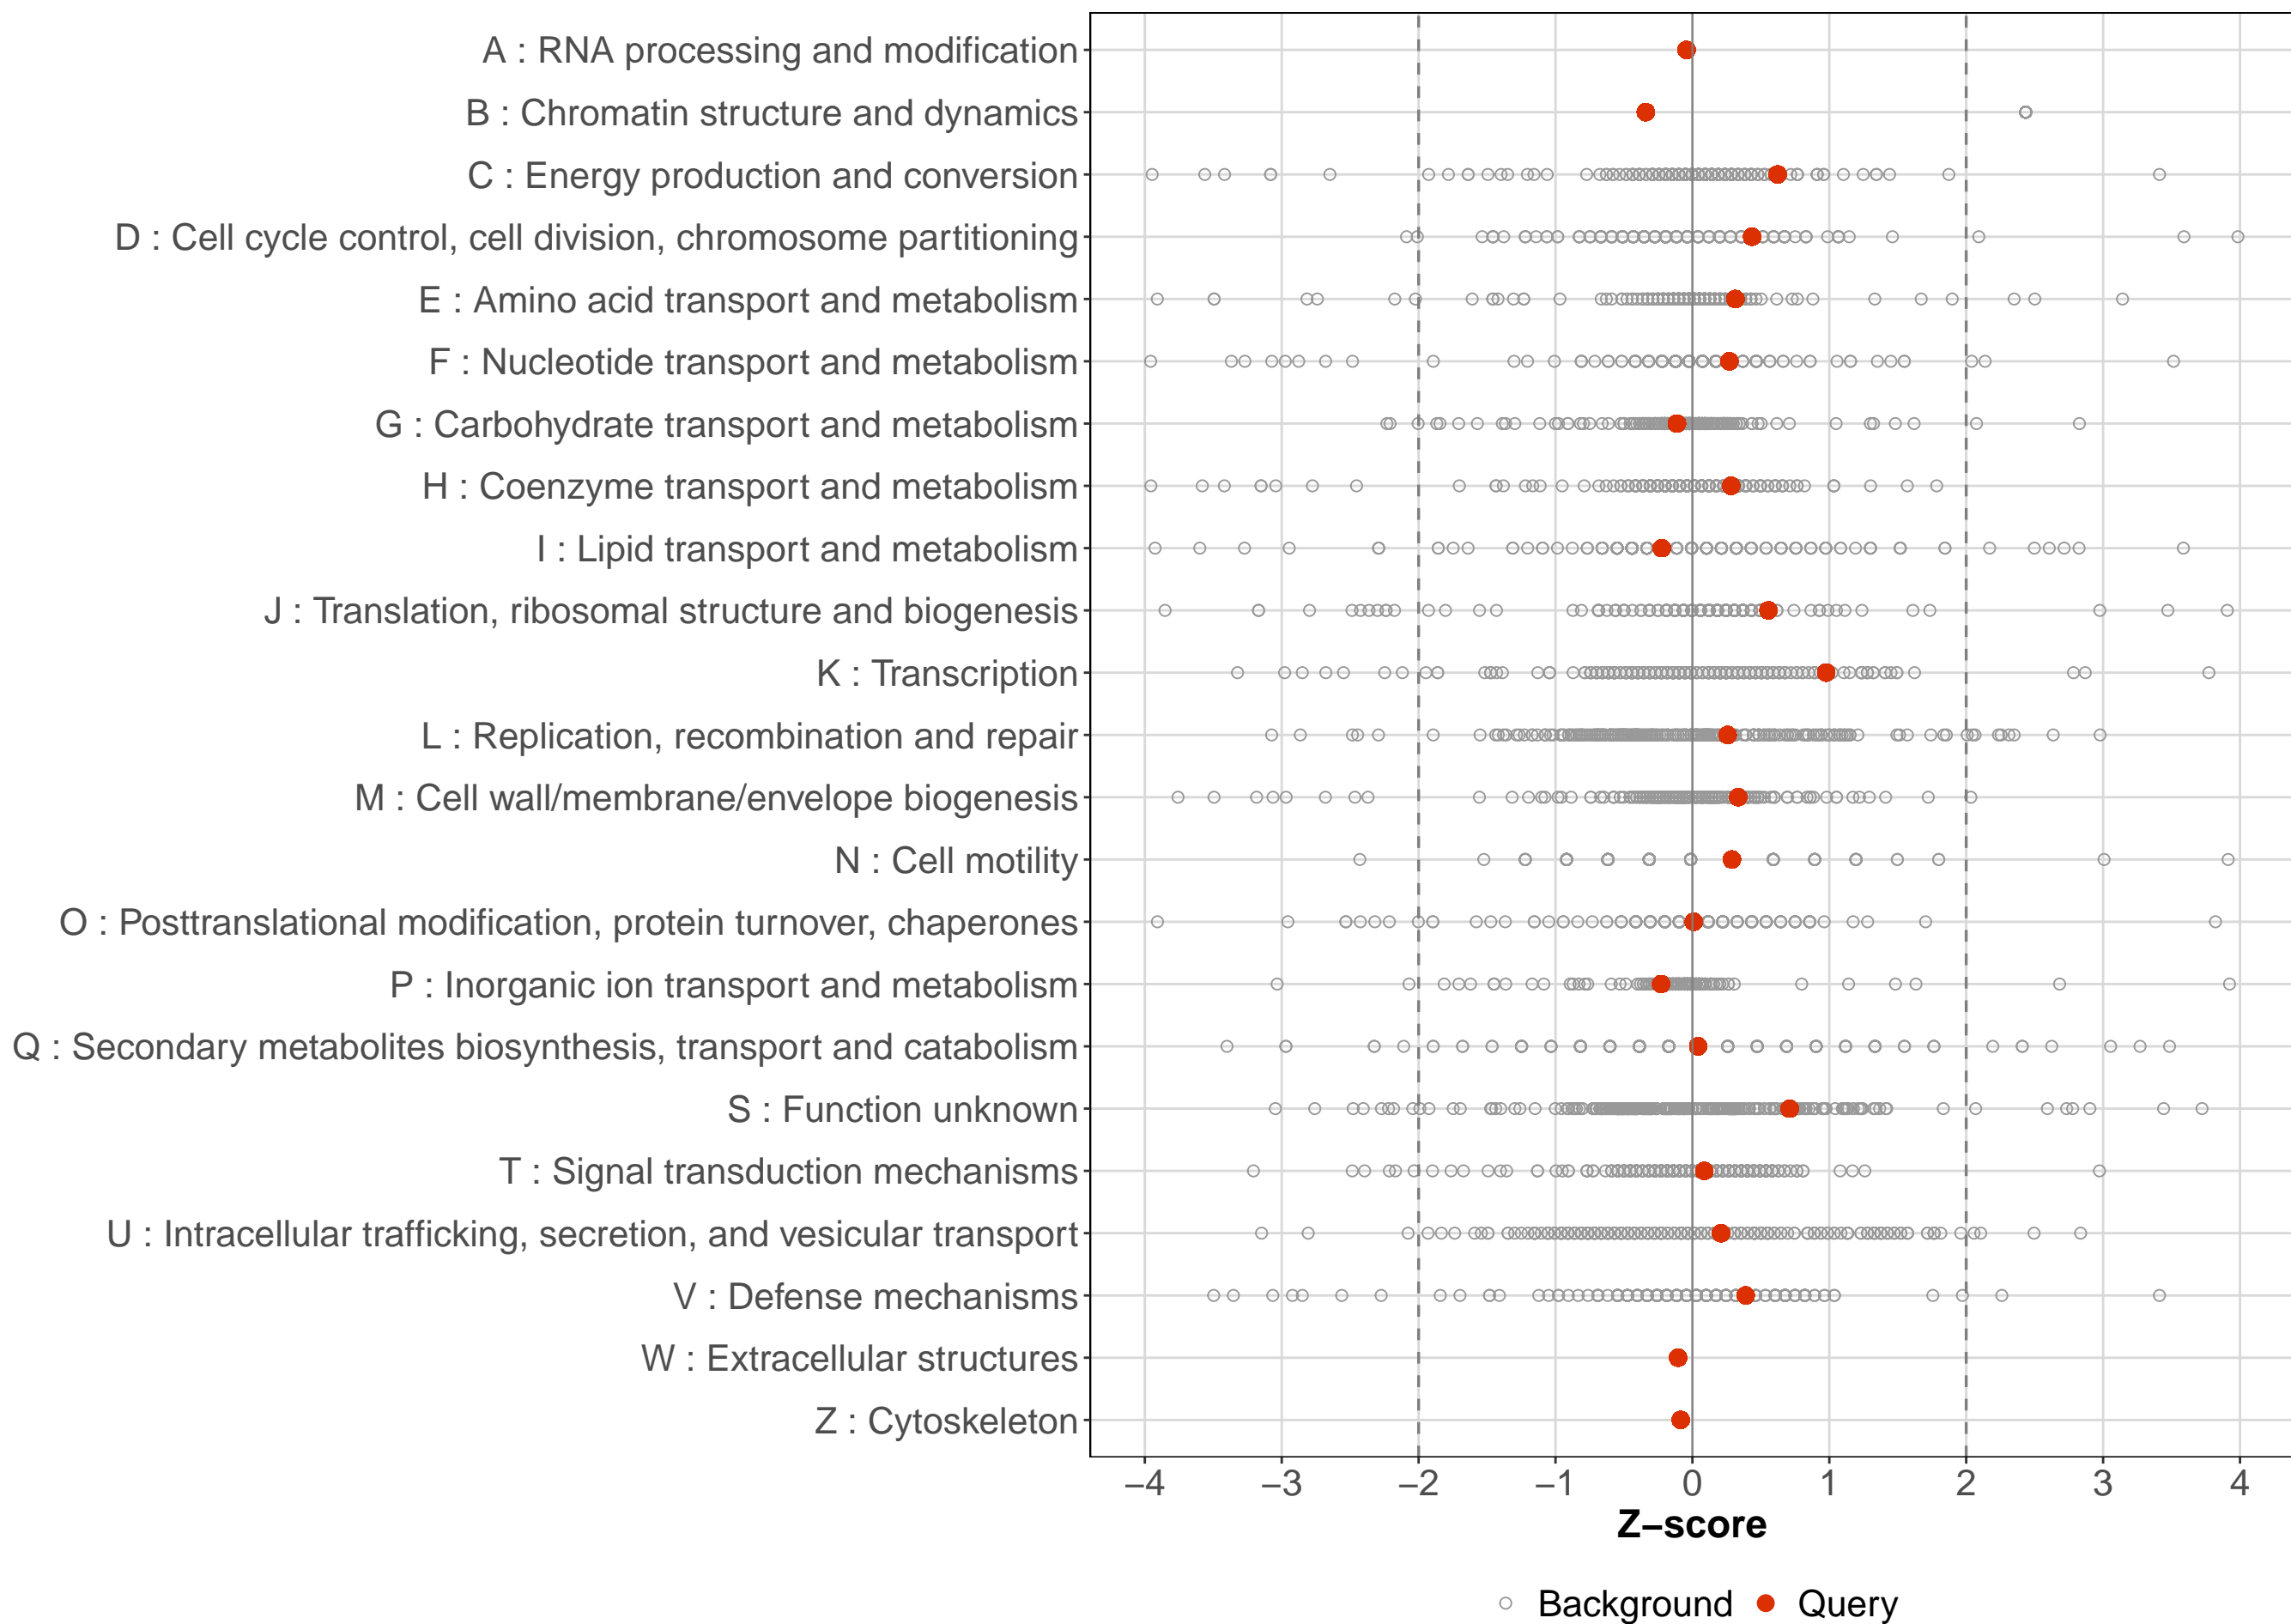 A : RNA processing and modification
B : Chromatin structure and dynamics
C : Energy production and conversion
D : Cell cycle control, cell division, chromosome partitioning
E : Amino acid transport and metabolism
F : Nucleotide transport and metabolism
G : Carbohydrate transport and metabolism
H : Coenzyme transport and metabolism
I : Lipid transport and metabolism
J : Translation, ribosomal structure and biogenesis
K : Transcription
L : Replication, recombination and repair
M : Cell wall/membrane/envelope biogenesis
N : Cell motility
O : Posttranslational modification, protein turnover, chaperones
P : Inorganic ion transport and metabolism
Q : Secondary metabolites biosynthesis, transport and catabolism
S : Function unknown
T : Signal transduction mechanisms
U : Intracellular trafficking, secretion, and vesicular transport
V : Defense mechanisms
W : Extracellular structures
Z : Cytoskeleton
−4 −3 −2 −1 0 1 2 3 4
Z−score
Background Query